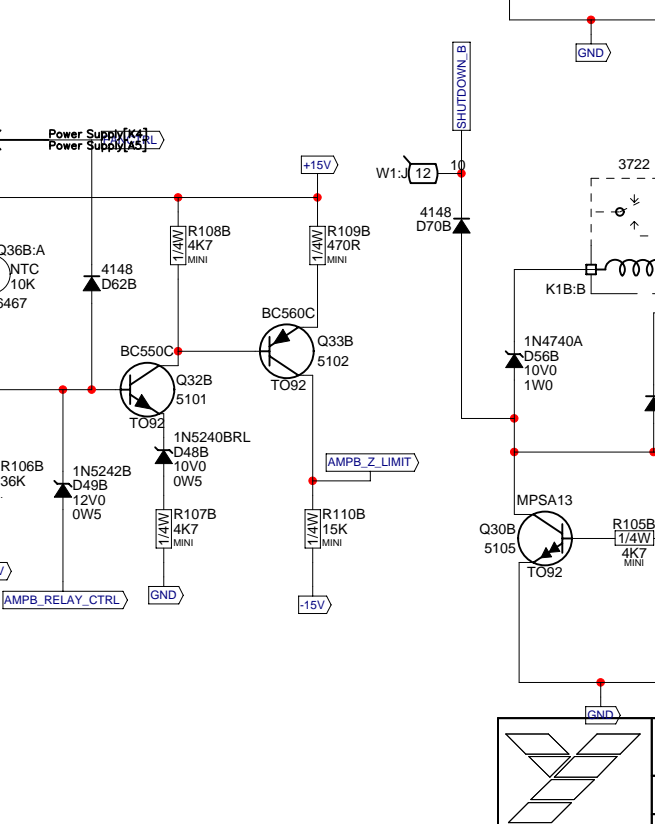 GND
SHUTDOWN_B
Power Supply[K4]
Power Supply[A5]
+15V
10
W1:J
12
3722
R108B
4K7
MINI
1/4W
R109B
470R
MINI
1/4W
4148
D70B
Q36B:A
NTC
10K
6467
4148
D62B
K1B:B
BC560C
Q33B
5102
TO92
BC550C
Q32B
5101
TO92
1N4740A
D56B
10V0
1W0
1N5240BRL
D48B
10V0
0W5
AMPB_Z_LIMIT
R106B
36K
1N5242B
D49B
12V0
0W5
R107B
4K7
MINI
1/4W
R110B
15K
MINI
1/4W
MPSA13
Q30B
5105
TO92
R105B
1/4W
4K7
MINI
V
AMPB_RELAY_CTRL
GND
-15V
GND